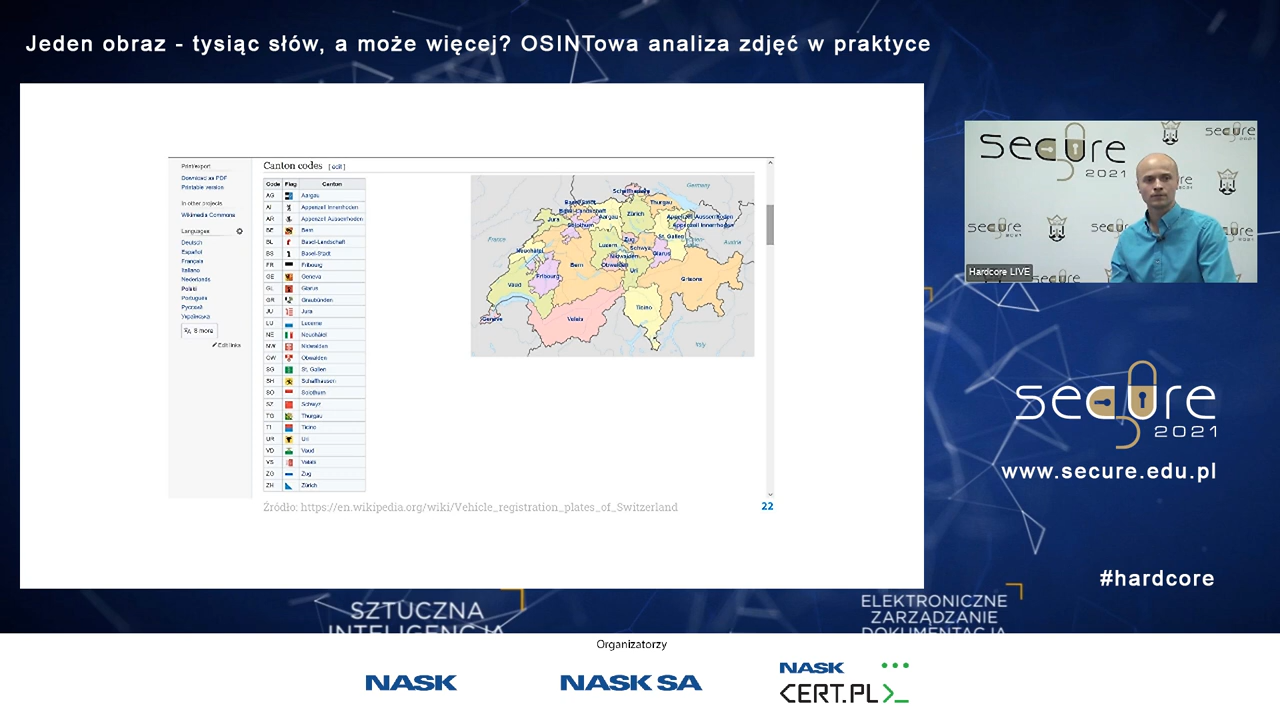 Jeden obraz - tysiąc słów, a może więcej? OSINTowa analiza zdjęć w praktyce
Print/export
Download as PDF
Printable version
In other projects
Wikimedia Commons
Languages
Deutsch
Español
Français
Italiano
Nederlands
Polski
Português
Русский
Українська
8 more
Edit links
Canton codes [ edit ]
Code Flag Canton
AG Aargau
AI Appenzell Innerrhoden
AR Appenzell Ausserrhoden
BE Bern
BL Basel-Landschaft
BS Basel-Stadt
FR Fribourg
GE Geneva
GL Glarus
GR Graubünden
JU Jura
LU Lucerne
NE Neuchâtel
NW Nidwalden
OW Obwalden
SG St. Gallen
SH Schaffhausen
SO Solothurn
SZ Schwyz
TG Thurgau
TI Ticino
UR Uri
VD Vaud
VS Valais
ZG Zug
ZH Zürich
Germany
Schaffhausen
Basel-Stadt
Thurgau
Basel-Landschaft
Zürich
Jura
Aargau
Appenzell Ausserrhoden
Solothurn
Appenzell Innerrhoden
France
Zug
St. Gallen
Austria
Luzern
Schwyz
Neuchâtel
Nidwalden
Glarus
Bern
Obwalden
Uri
Fribourg
Grisons
Vaud
Ticino
Genève
Valais
Italy
Źródło: https://en.wikipedia.org/wiki/Vehicle_registration_plates_of_Switzerland
22
secure
2021
secure
Hardcore LIVE
secure
2021
www.secure.edu.pl
#hardcore
SZTUCZNA
INTELIGENCJA
ELEKTRONICZNE
ZARZĄDZANIE
DOKUMENTACJĄ
Organizatorzy
NASK
NASK SA
NASK
<CERT.PL>_